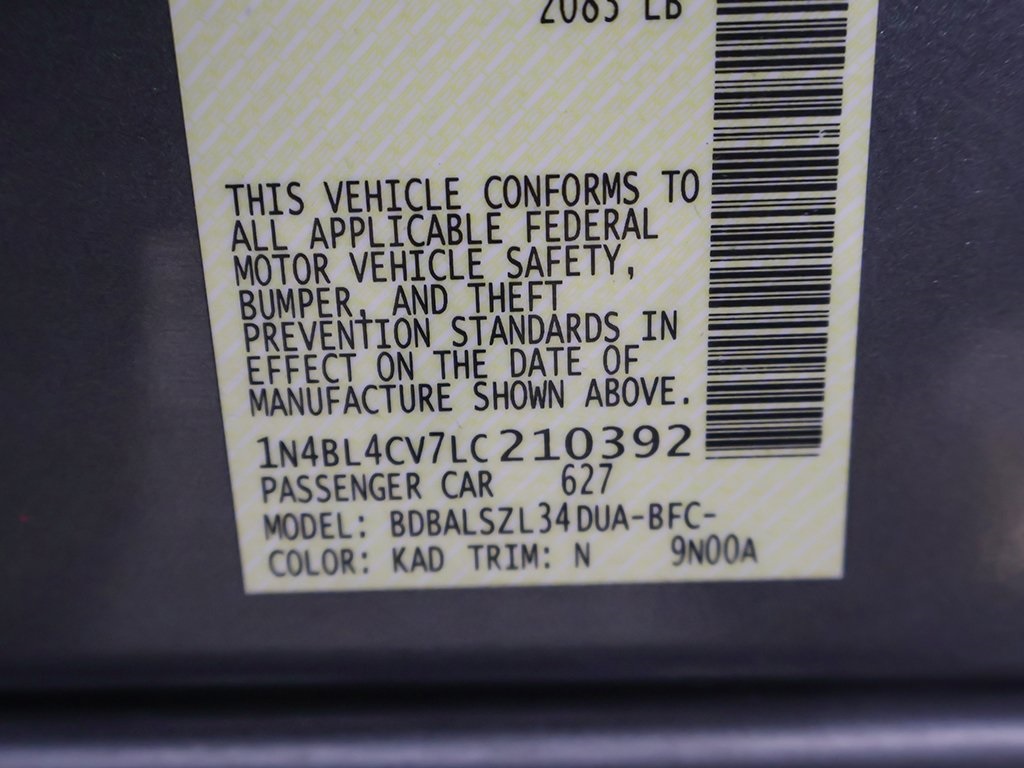 2083 LB
THIS VEHICLE CONFORMS TO
ALL APPLICABLE FEDERAL
MOTOR VEHICLE SAFETY,
BUMPER, AND THEFT
PREVENTION STANDARDS IN
EFFECT ON THE DATE OF
MANUFACTURE SHOWN ABOVE.
1N4BL4CV7LC210392
PASSENGER CAR 627
MODEL: BDBALSZL34DUA-BFC-
COLOR: KAD TRIM: N 9N00A